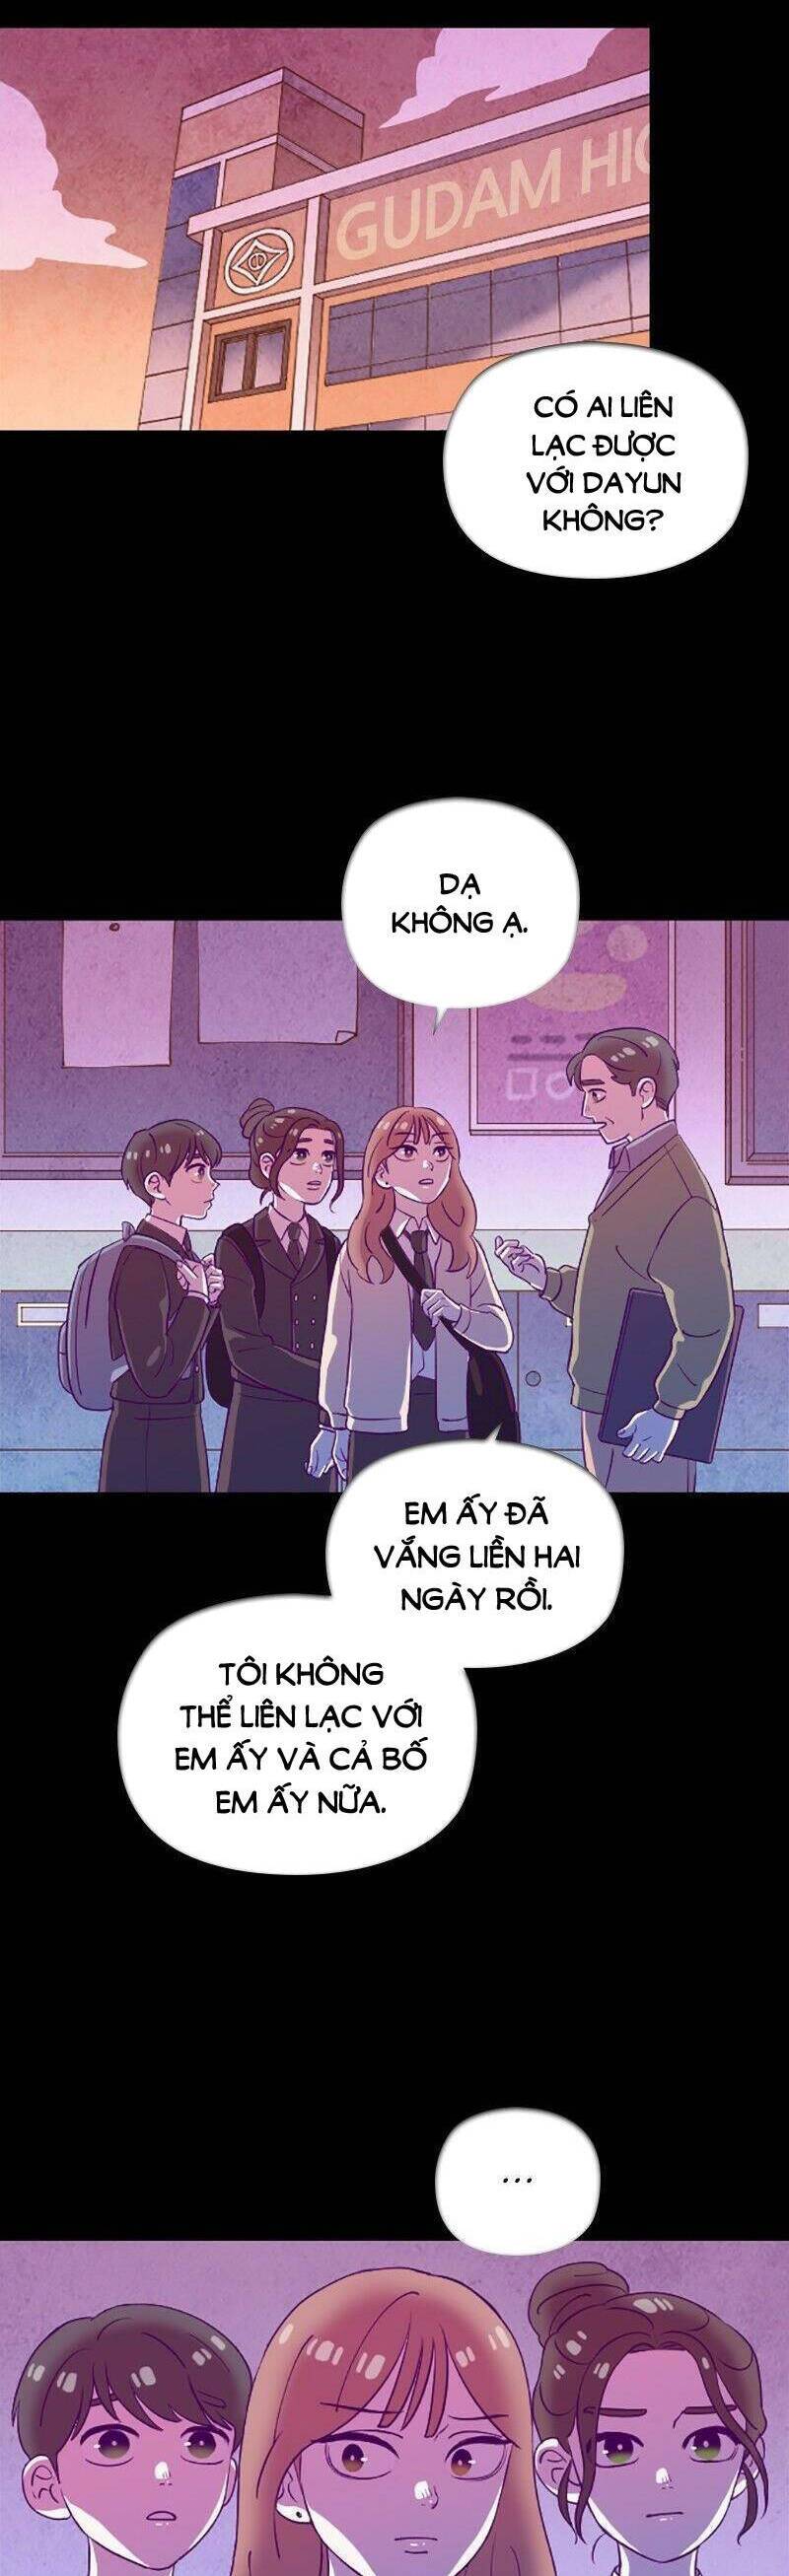 GUDAM HIG
CÓ AI LIÊN
LẠC ĐƯỢC
VỚI DAYUN
KHÔNG?
DẠ
KHÔNG Ạ.
EM ẤY ĐÃ
VẮNG LIỀN HAI
NGÀY RỒI.
TÔI KHÔNG
THỂ LIÊN LẠC VỚI
EM ẤY VÀ CẢ BỐ
EM ẤY NỮA.
...